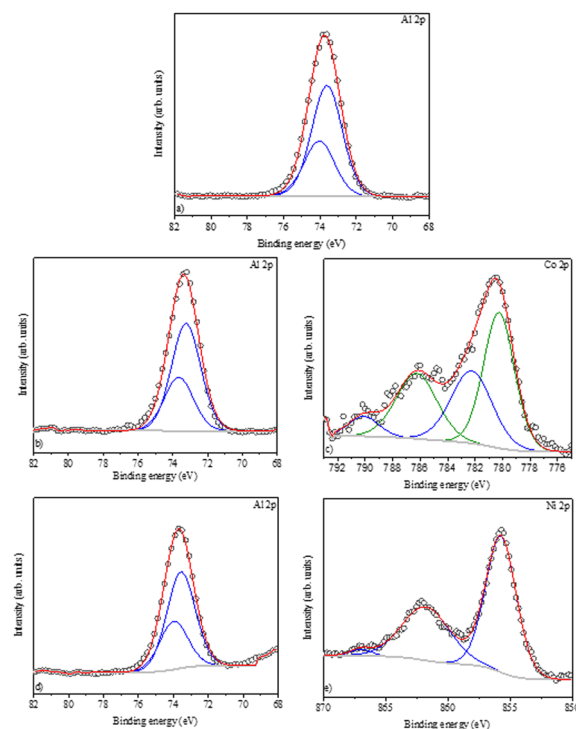 Al 2p
Intensity (arb. units)
a)
82 80 78 76 74 72 70 68
Binding energy (eV)
Al 2p
Intensity (arb. units)
b)
82 80 78 76 74 72 70 68
Binding energy (eV)
Co 2p
Intensity (arb. units)
c)
792 790 788 786 784 782 780 778 776
Binding energy (eV)
Al 2p
Intensity (arb. units)
d)
82 80 78 76 74 72 70 68
Binding energy (eV)
Ni 2p
Intensity (arb. units)
e)
870 865 860 855 850
Binding energy (eV)